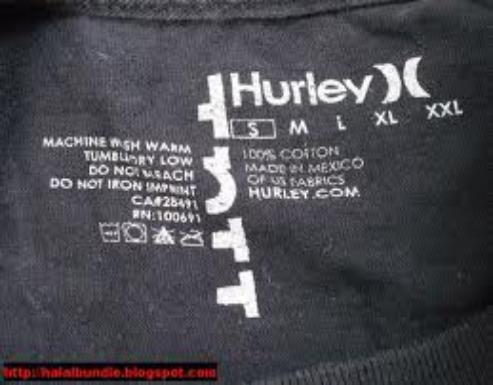 Hurley
S M L XL XXL
100% COTTON
MADE IN MEXICO
OF US FABRICS
HURLEY.COM
MACHINE WASH WARM
TUMBLE DRY LOW
DO NOT BLEACH
DO NOT IRON IMPRINT
CA#28491
RN:100691
http://halalbundle.blogspot.com